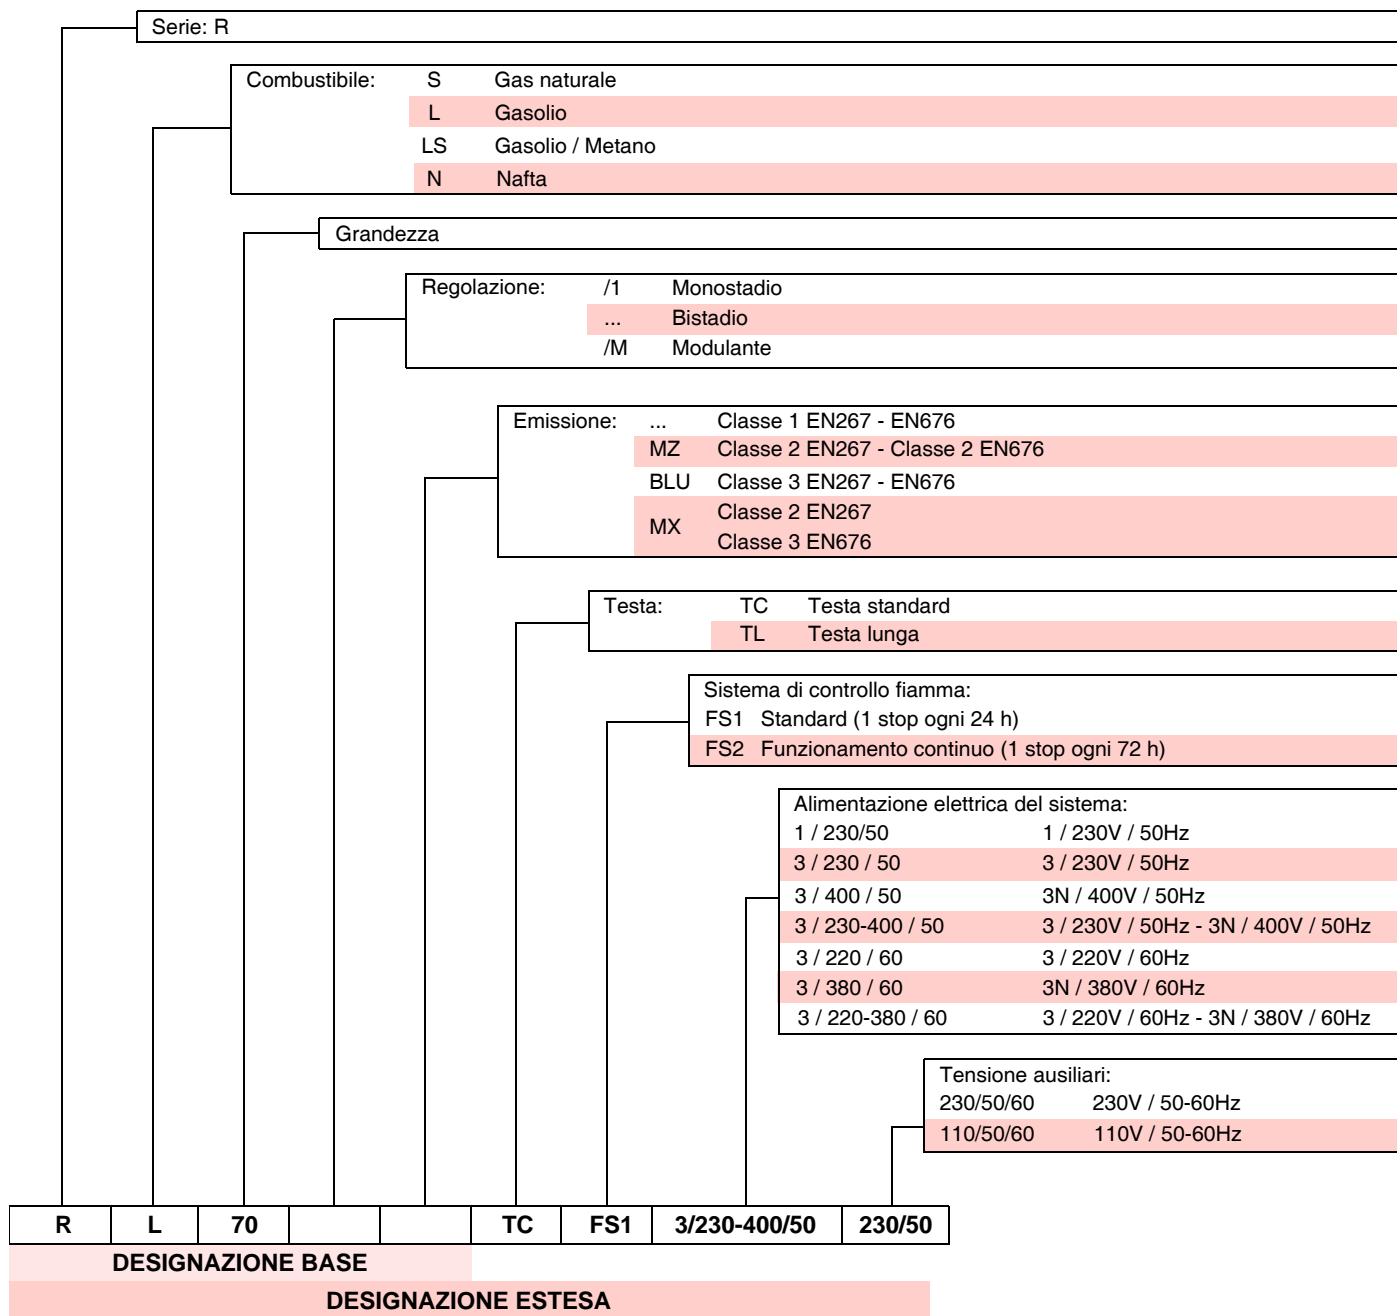 Serie: R
Combustibile: S Gas naturale
L Gasolio
LS Gasolio / Metano
N Nafta
Grandezza
Regolazione: /1 Monostadio
... Bistadio
/M Modulante
Emissione: ... Classe 1 EN267 - EN676
MZ Classe 2 EN267 - Classe 2 EN676
BLU Classe 3 EN267 - EN676
MX Classe 2 EN267
Classe 3 EN676
Testa: TC Testa standard
TL Testa lunga
Sistema di controllo fiamma:
FS1 Standard (1 stop ogni 24 h)
FS2 Funzionamento continuo (1 stop ogni 72 h)
Alimentazione elettrica del sistema:
1 / 230/50 1 / 230V / 50Hz
3 / 230 / 50 3 / 230V / 50Hz
3 / 400 / 50 3N / 400V / 50Hz
3 / 230-400 / 50 3 / 230V / 50Hz - 3N / 400V / 50Hz
3 / 220 / 60 3 / 220V / 60Hz
3 / 380 / 60 3N / 380V / 60Hz
3 / 220-380 / 60 3 / 220V / 60Hz - 3N / 380V / 60Hz
Tensione ausiliari:
230/50/60 230V / 50-60Hz
110/50/60 110V / 50-60Hz
R L 70 TC FS1 3/230-400/50 230/50
DESIGNAZIONE BASE
DESIGNAZIONE ESTESA